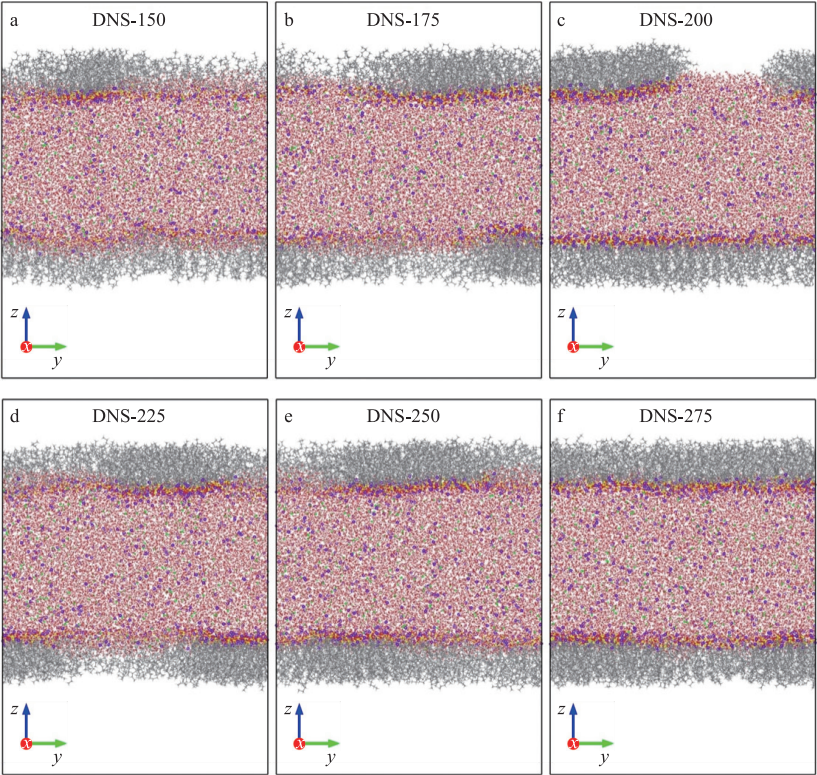 a DNS-150
b DNS-175
c DNS-200
z
x
y
z
x
y
z
x
y
d DNS-225
e DNS-250
f DNS-275
z
x
y
z
x
y
z
x
y